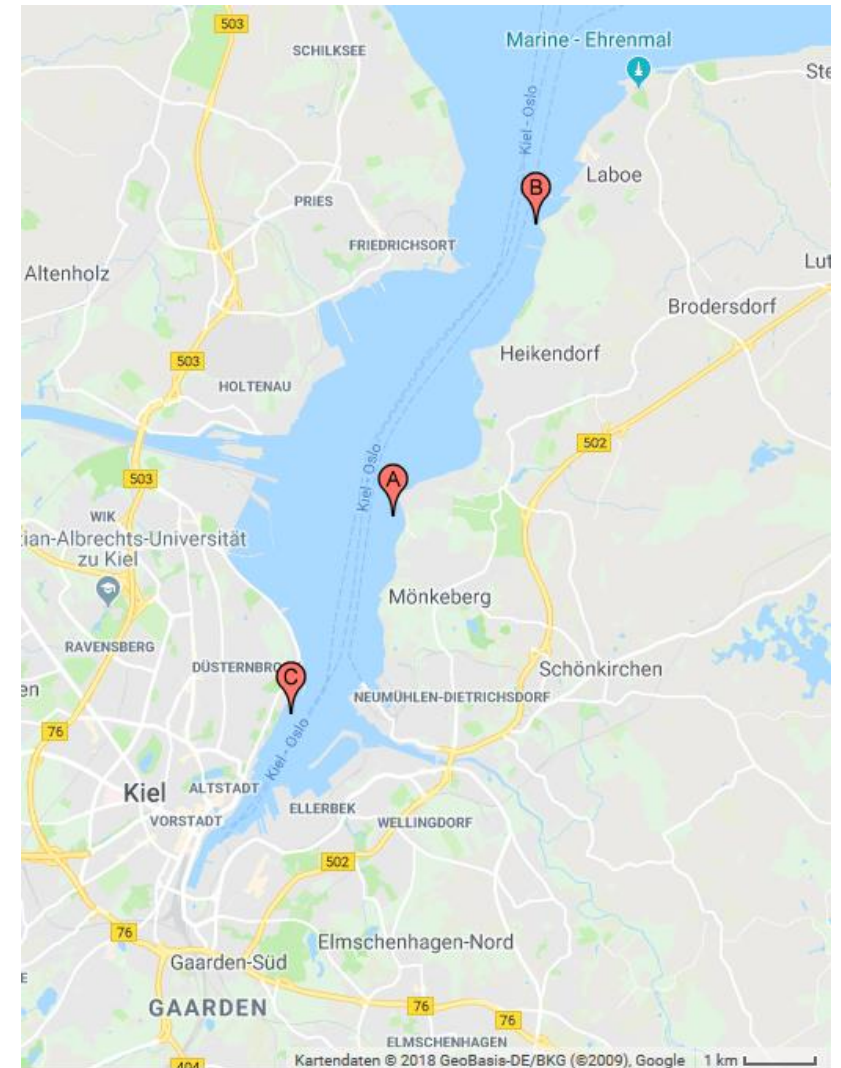 503
SCHILKSEE
Marine - Ehrenmal
Ste
Kiel - Oslo
B
Laboe
PRIES
FRIEDRICHSORT
Altenholz
Lut
Brodersdorf
503
Heikendorf
HOLTENAU
502
Kiel - Oslo
503
A
WIK
ian-Albrechts-Universität
zu Kiel
Mönkeberg
RAVENSBERG
DÜSTERNBRO
C
Schönkirchen
en
NEUMÜHLEN-DIETRICHSDORF
76
Kiel - Oslo
Kiel
ALTSTADT
ELLERBEK
VORSTADT
WELLINGDORF
502
76
Elmschenhagen-Nord
Gaarden-Süd
E
GAARDEN
76
76
ELMSCHENHAGEN
404
Kartendaten © 2018 GeoBasis-DE/BKG (©2009), Google
1 km